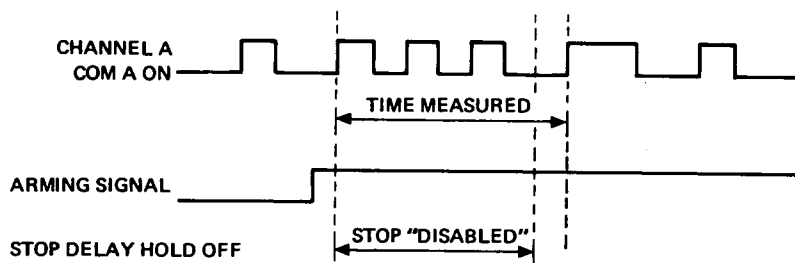 CHANNEL A
COM A ON
TIME MEASURED
ARMING SIGNAL
STOP "DISABLED"
STOP DELAY HOLD OFF